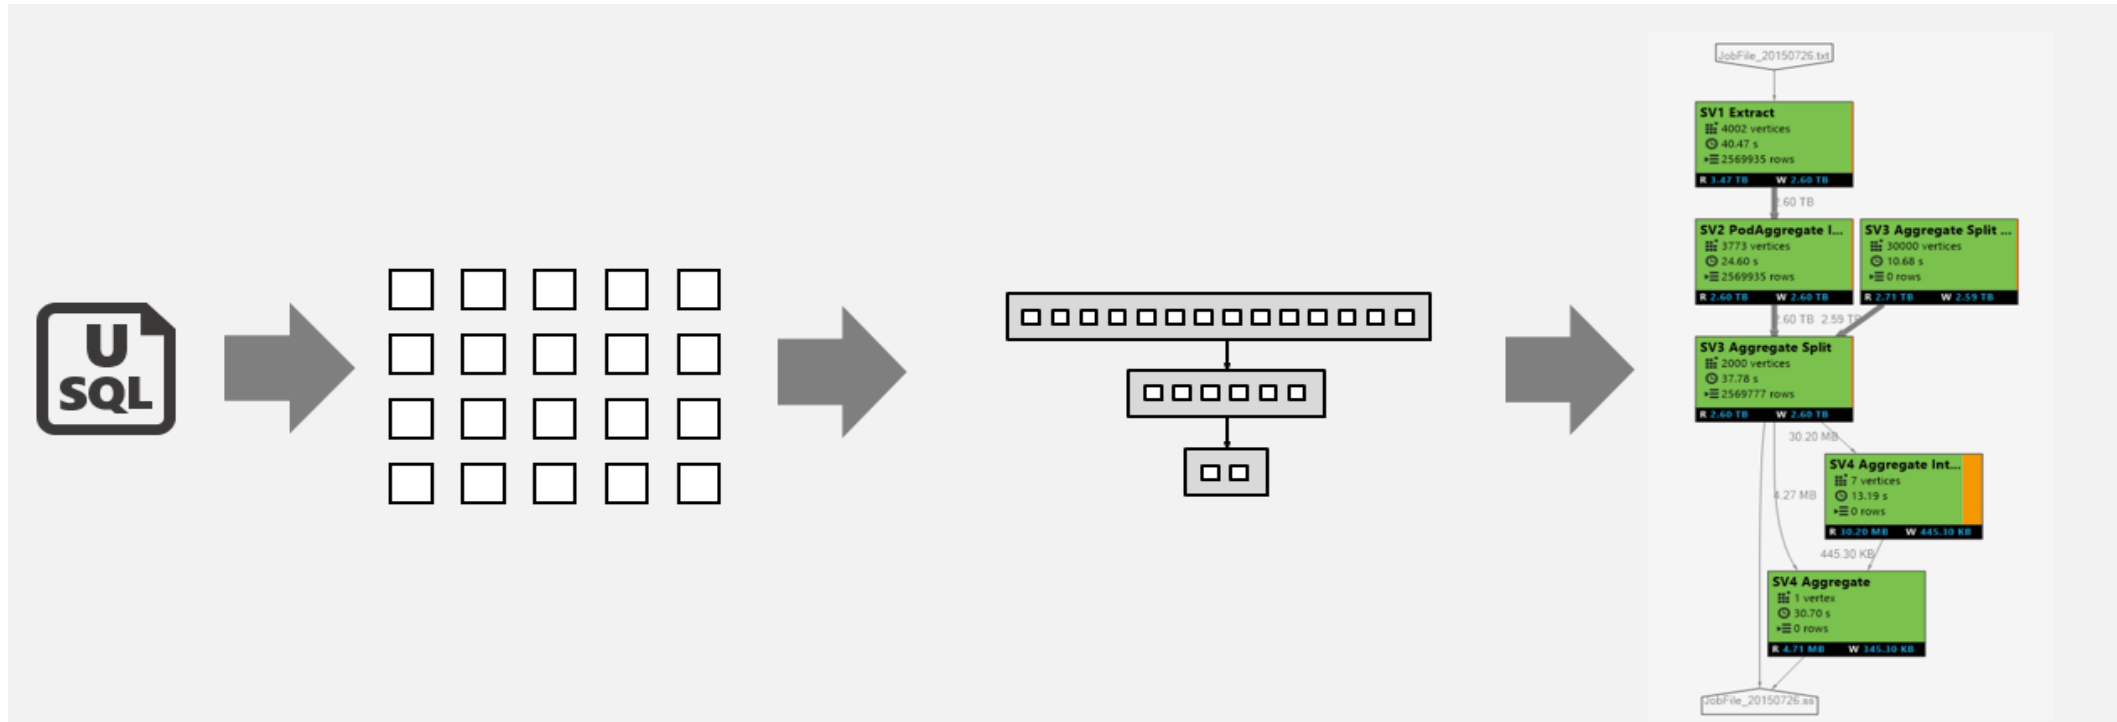 U
SQL
JobFile_20150726.txt
SV1 Extract
4002 vertices
40.47 s
2569935 rows
R 3.47 TB W 2.60 TB
2.60 TB
SV2 PodAggregate I...
3773 vertices
24.60 s
2569935 rows
R 2.60 TB W 2.60 TB
SV3 Aggregate Split ...
30000 vertices
10.68 s
0 rows
R 2.71 TB W 2.59 TB
2.60 TB 2.59 TB
SV3 Aggregate Split
2000 vertices
37.78 s
2569777 rows
R 2.60 TB W 2.60 TB
30.20 MB
SV4 Aggregate Int...
7 vertices
13.19 s
0 rows
R 30.20 MB W 445.30 KB
4.27 MB
445.30 KB
SV4 Aggregate
1 vertex
30.70 s
0 rows
R 4.71 MB W 345.30 KB
JobFile_20150726.ss